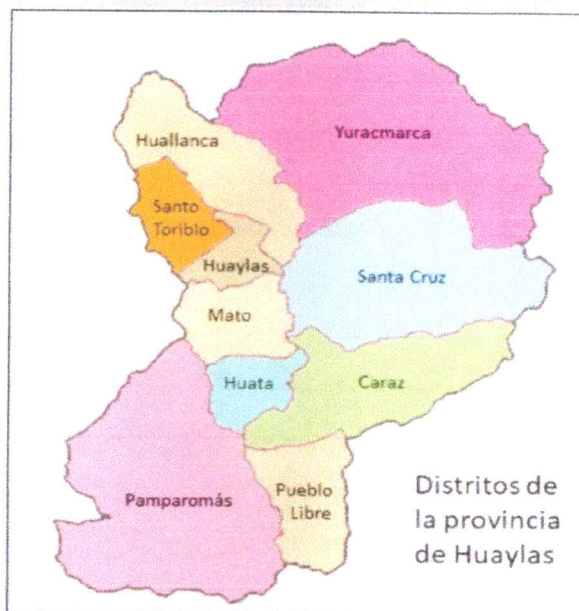 Yuracmarca
Huallanca
Santo
Toribio
Huaylas
Santa Cruz
Mato
Huata
Caraz
Pamparomás
Pueblo
Libre
Distritos de
la provincia
de Huaylas